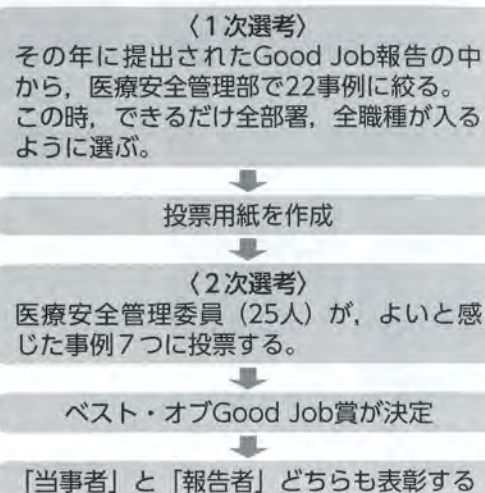 〈1次選考〉
その年に提出されたGood Job報告の中
から，医療安全管理部で22事例に絞る。
この時，できるだけ全部署，全職種が入る
ように選ぶ。
投票用紙を作成
〈2次選考〉
医療安全管理委員（25人）が，よいと感
じた事例7つに投票する。
ベスト・オブGood Job賞が決定
「当事者」と「報告者」どちらも表彰する